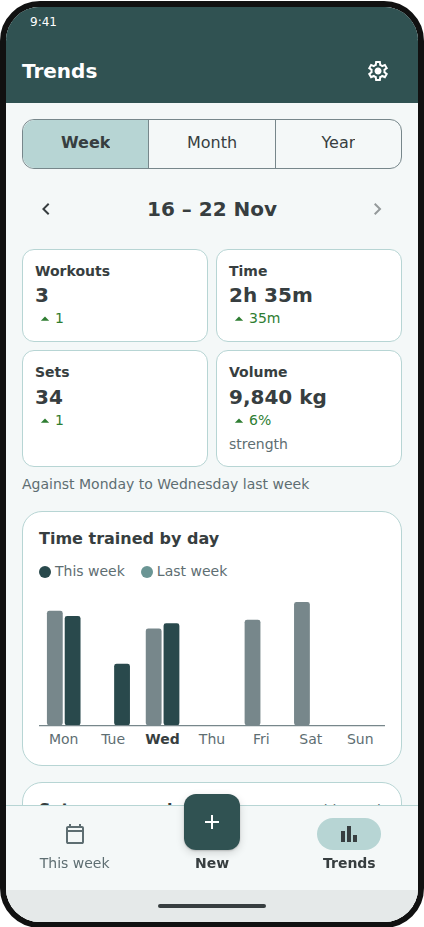 9:41
Trends
Week Month Year
16 – 22 Nov
Workouts
3
1
Time
2h 35m
35m
Sets
34
1
Volume
9,840 kg
6%
strength
Against Monday to Wednesday last week
Time trained by day
This week Last week
Mon Tue Wed Thu Fri Sat Sun
This week New Trends